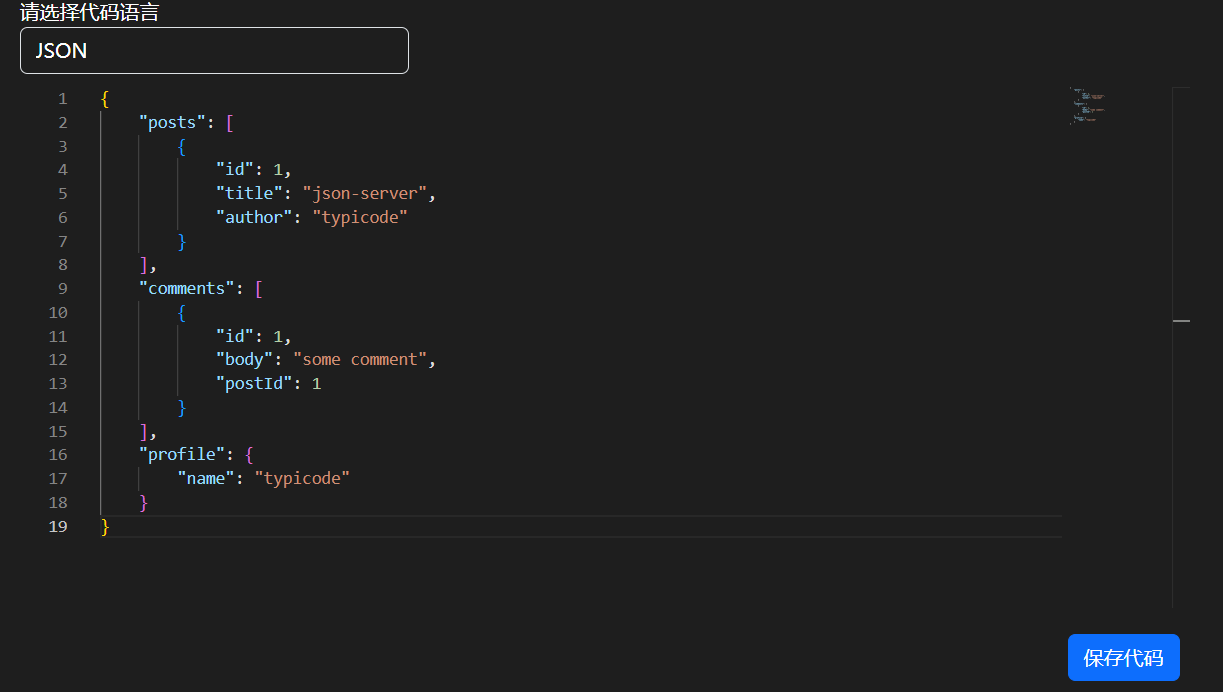 请选择代码语言
JSON
1 {
2     "posts": [
3         {
4             "id": 1,
5             "title": "json-server",
6             "author": "typicode"
7         }
8     ],
9     "comments": [
10         {
11             "id": 1,
12             "body": "some comment",
13             "postId": 1
14         }
15     ],
16     "profile": {
17         "name": "typicode"
18     }
19 }
保存代码